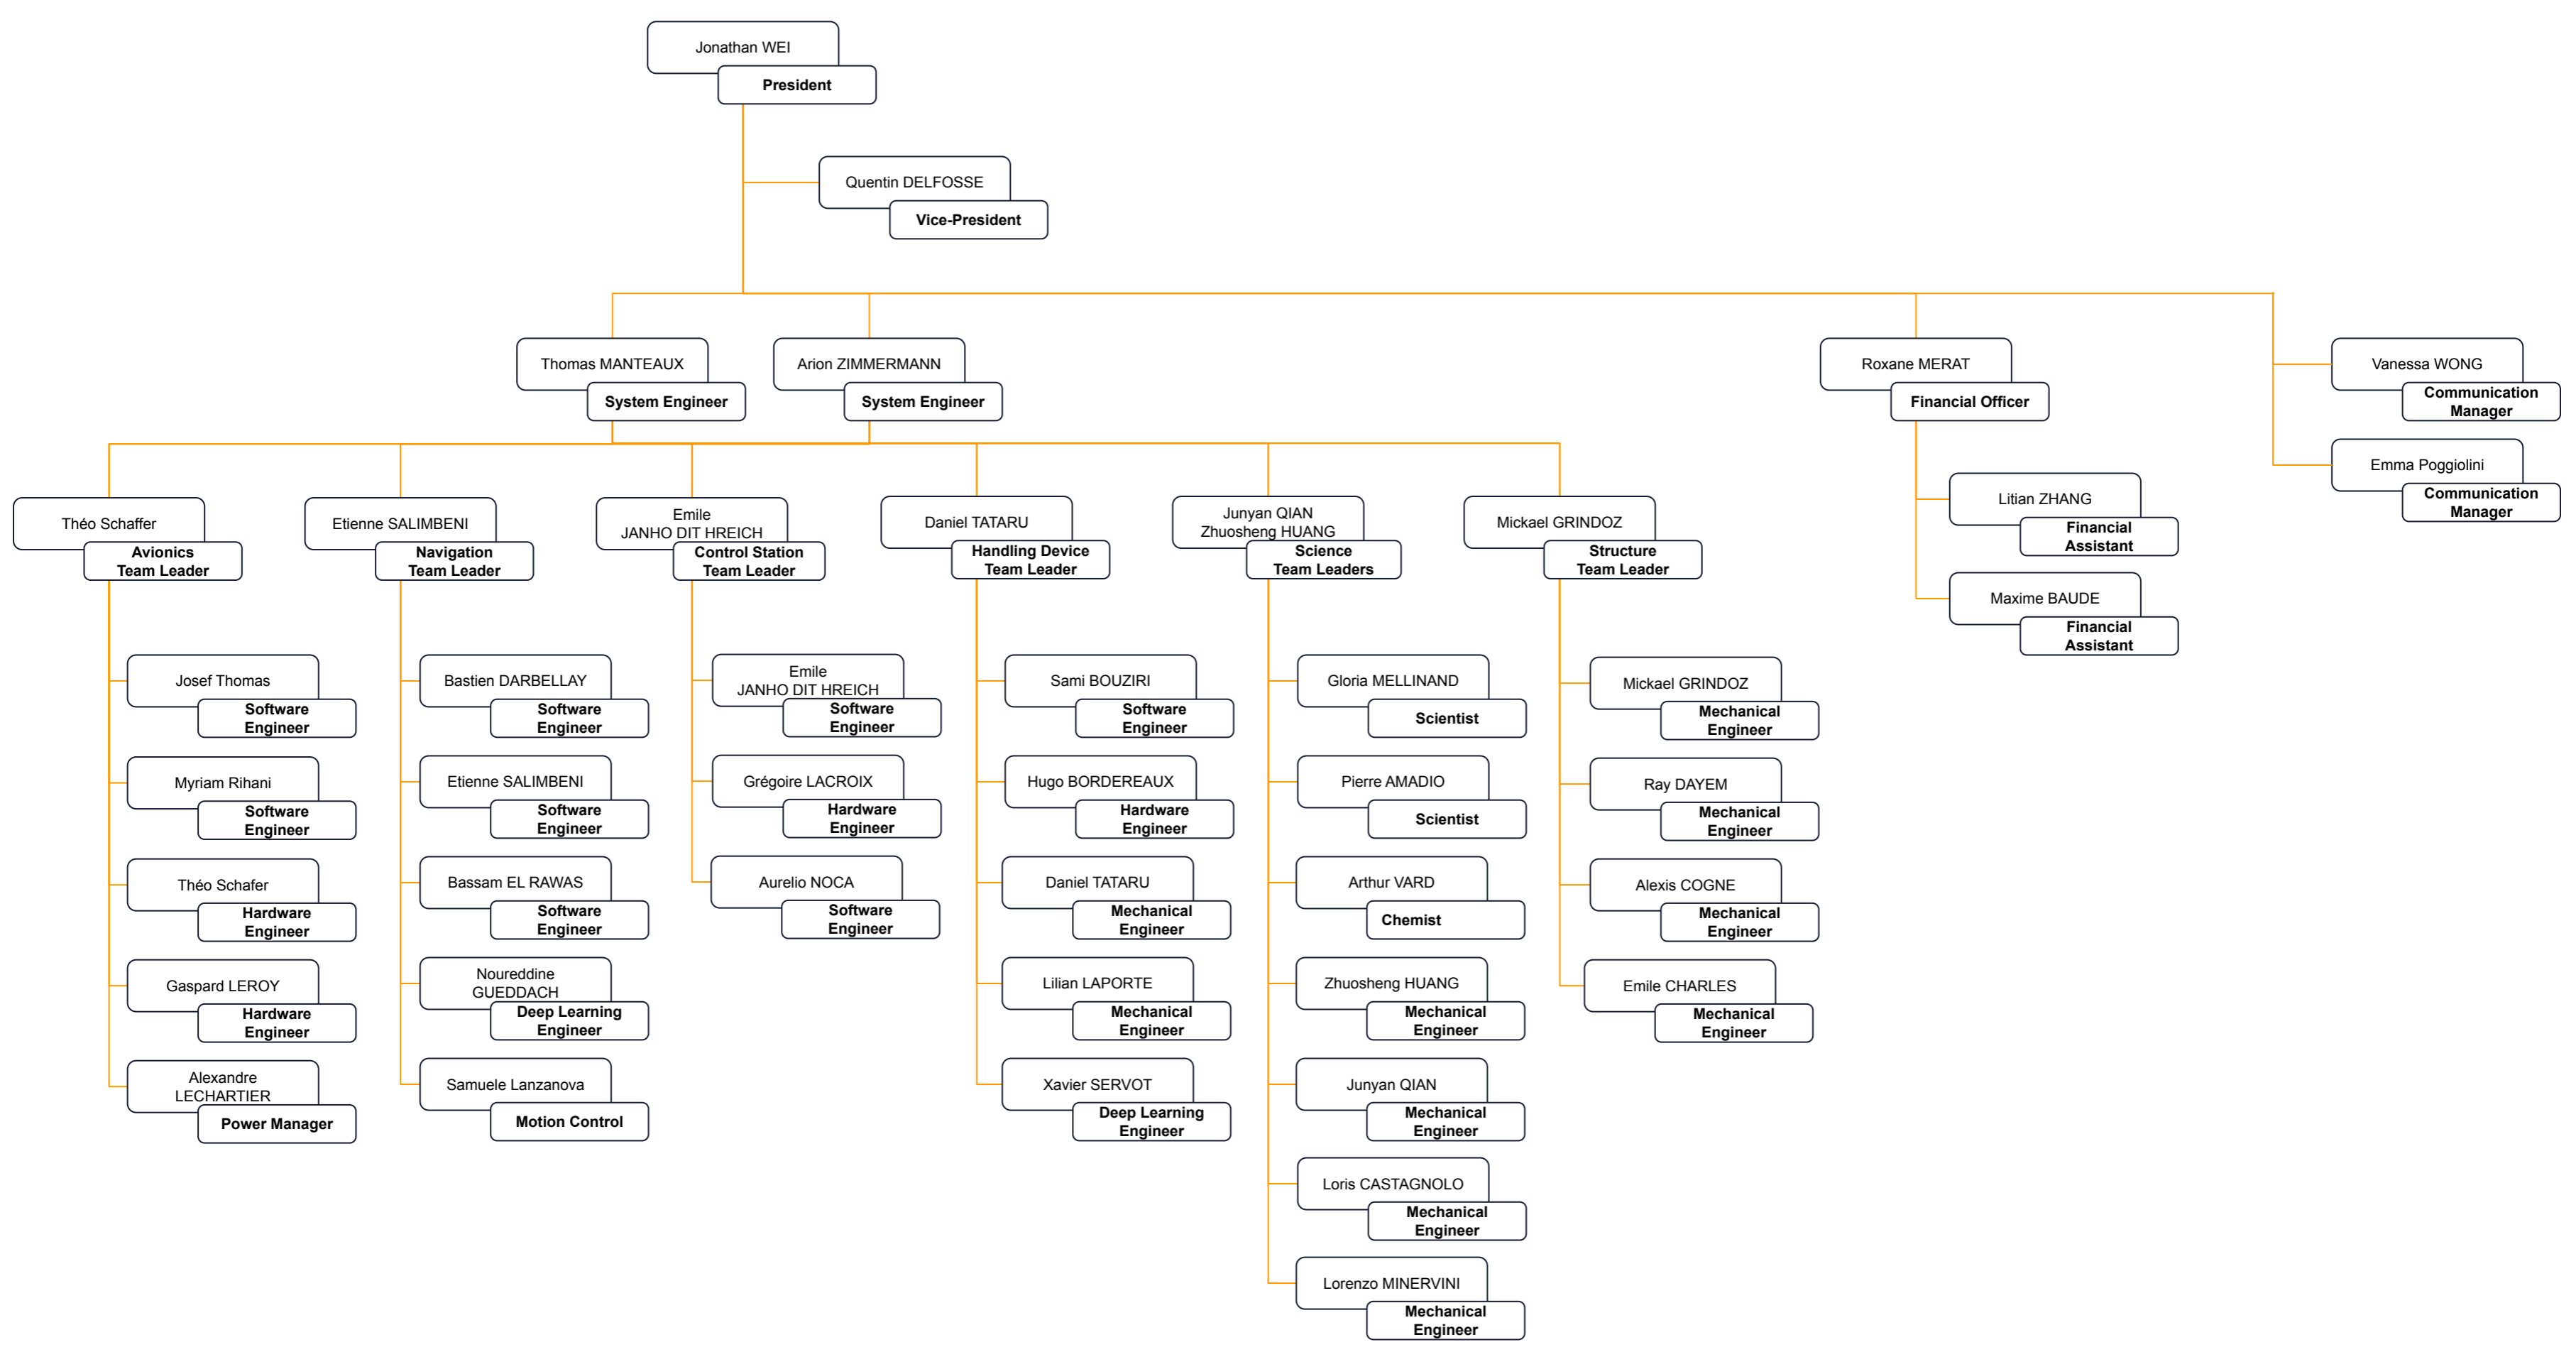 Jonathan WEI
President
Quentin DELFOSSE
Vice-President
Thomas MANTEAUX
System Engineer
Arion ZIMMERMANN
System Engineer
Roxane MERAT
Financial Officer
Vanessa WONG
Communication
Manager
Emma Poggiolini
Communication
Manager
Litian ZHANG
Financial
Assistant
Maxime BAUDE
Financial
Assistant
Théo Schaffer
Avionics
Team Leader
Josef Thomas
Software
Engineer
Myriam Rihani
Software
Engineer
Théo Schafer
Hardware
Engineer
Gaspard LEROY
Hardware
Engineer
Alexandre
LECHARTIER
Power Manager
Etienne SALIMBENI
Navigation
Team Leader
Bastien DARBELLAY
Software
Engineer
Etienne SALIMBENI
Software
Engineer
Bassam EL RAWAS
Software
Engineer
Noureddine
GUEDDACH
Deep Learning
Engineer
Samuele Lanzanova
Motion Control
Emile
JANHO DIT HREICH
Control Station
Team Leader
Emile
JANHO DIT HREICH
Software
Engineer
Grégoire LACROIX
Hardware
Engineer
Aurelio NOCA
Software
Engineer
Daniel TATARU
Handling Device
Team Leader
Sami BOUZIRI
Software
Engineer
Hugo BORDEREAUX
Hardware
Engineer
Daniel TATARU
Mechanical
Engineer
Lilian LAPORTE
Mechanical
Engineer
Xavier SERVOT
Deep Learning
Engineer
Junyan QIAN
Zhuosheng HUANG
Science
Team Leaders
Gloria MELLINAND
Scientist
Pierre AMADIO
Scientist
Arthur VARD
Chemist
Zhuosheng HUANG
Mechanical
Engineer
Junyan QIAN
Mechanical
Engineer
Loris CASTAGNOLO
Mechanical
Engineer
Lorenzo MINERVINI
Mechanical
Engineer
Mickael GRINDOZ
Structure
Team Leader
Mickael GRINDOZ
Mechanical
Engineer
Ray DAYEM
Mechanical
Engineer
Alexis COGNE
Mechanical
Engineer
Emile CHARLES
Mechanical
Engineer